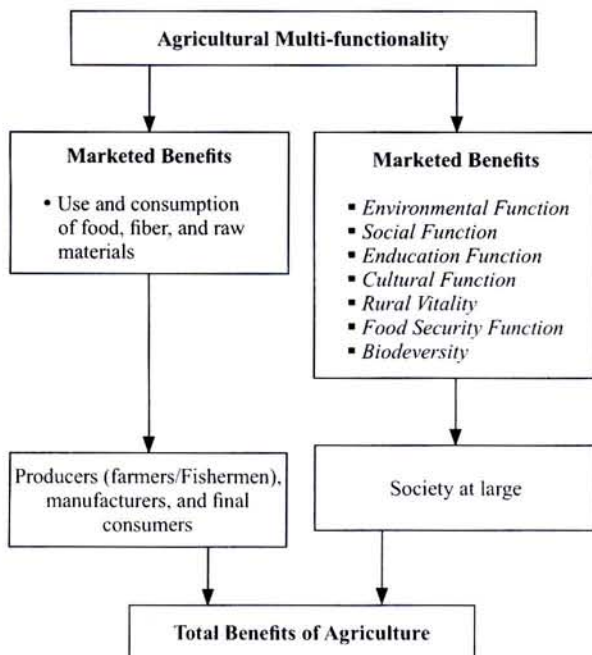 Agricultural Multi-functionality
Marketed Benefits
• Use and consumption
of food, fiber, and raw
materials
Marketed Benefits
▪ Environmental Function
▪ Social Function
▪ Enducation Function
▪ Cultural Function
▪ Rural Vitality
▪ Food Security Function
▪ Biodeversity
Producers (farmers/Fishermen),
manufacturers, and final
consumers
Society at large
Total Benefits of Agriculture